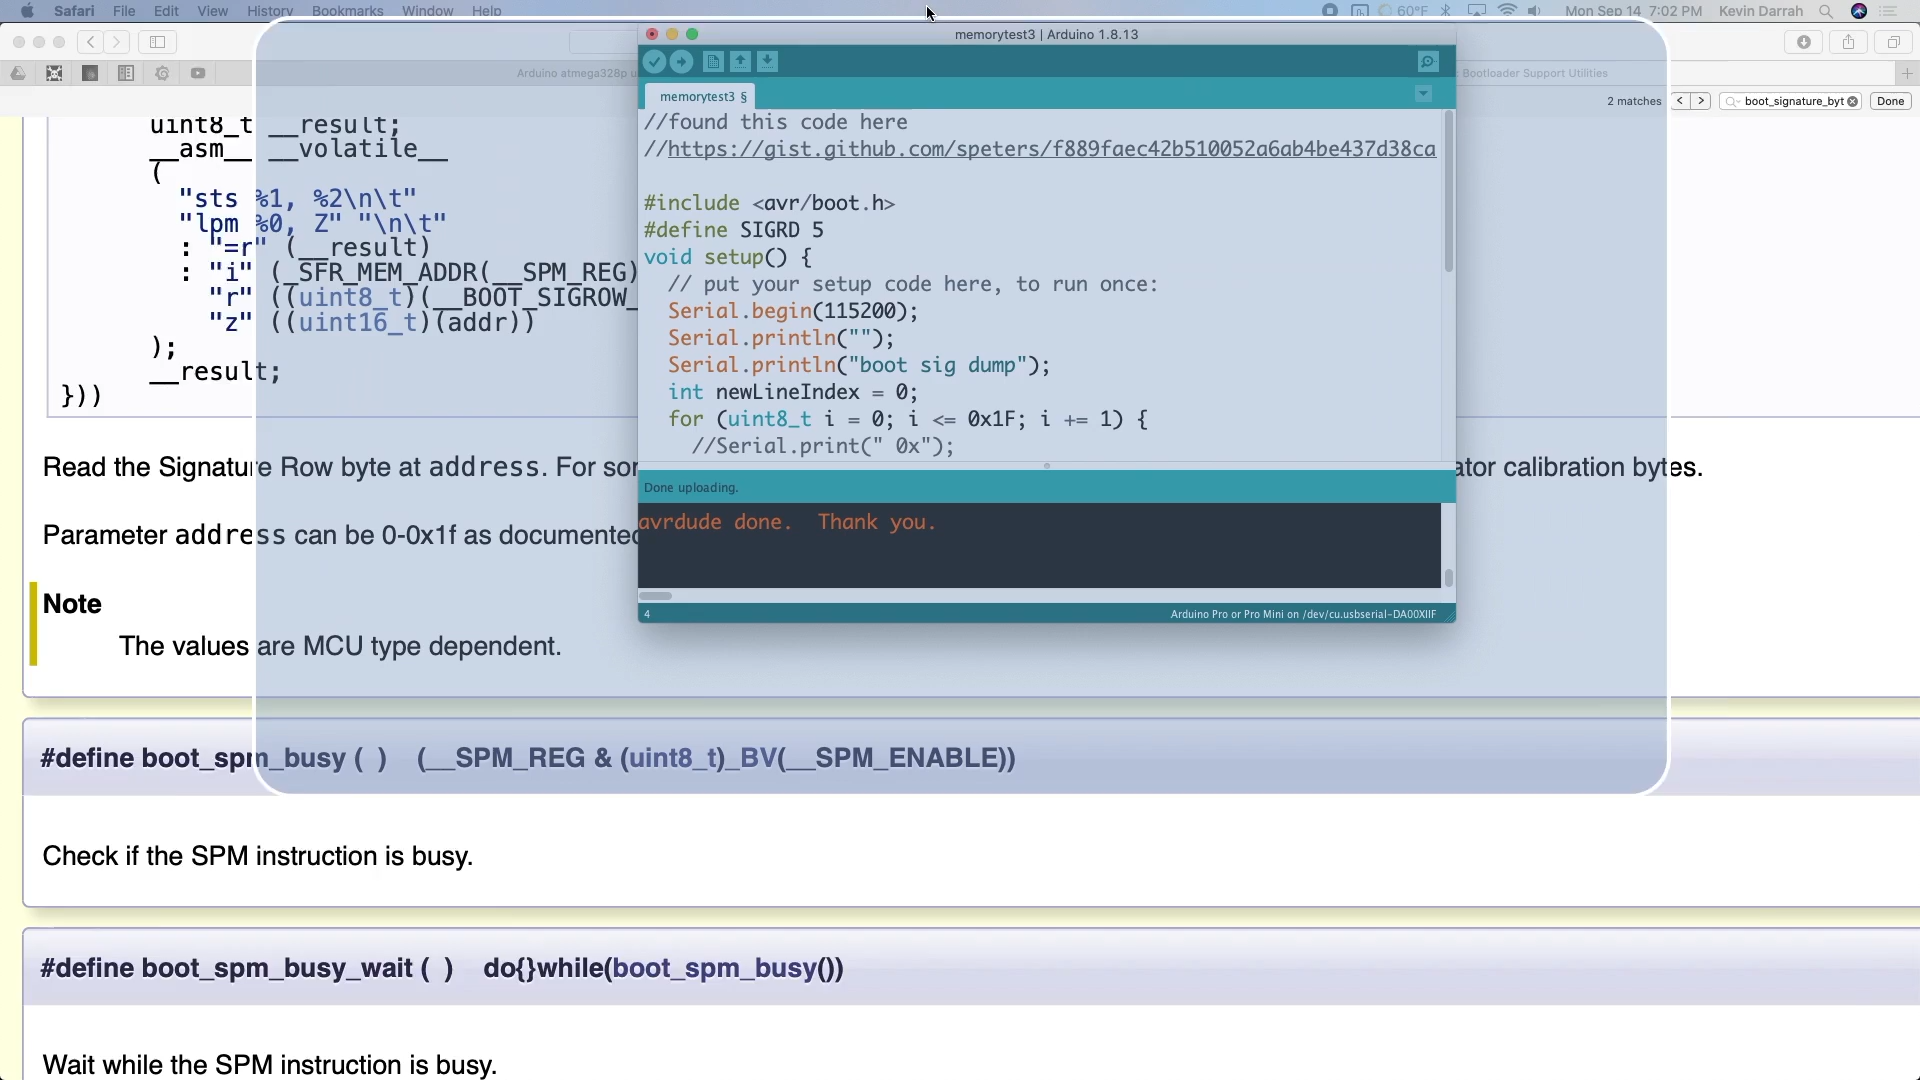 Safari File Edit View History Bookmarks Window Help
60°F Mon Sep 14 7:02 PM Kevin Darrah
memorytest3 | Arduino 1.8.13
Arduino atmega328p u
Bootloader Support Utilities
2 matches
boot_signature_byt
Done
uint8_t __result;
__asm__ __volatile__
(
"sts %1, %2\n\t"
"lpm %0, Z" "\n\t"
: "=r" (__result)
: "i" (_SFR_MEM_ADDR(__SPM_REG)
"r" ((uint8_t)(__BOOT_SIGROW_
"z" ((uint16_t)(addr))
);
__result;
}))
memorytest3 §
//found this code here
//https://gist.github.com/speters/f889faec42b510052a6ab4be437d38ca
#include <avr/boot.h>
#define SIGRD 5
void setup() {
// put your setup code here, to run once:
Serial.begin(115200);
Serial.println("");
Serial.println("boot sig dump");
int newLineIndex = 0;
for (uint8_t i = 0; i <= 0x1F; i += 1) {
//Serial.print(" 0x");
Done uploading.
avrdude done.  Thank you.
4
Arduino Pro or Pro Mini on /dev/cu.usbserial-DA00XIIF
Read the Signature Row byte at address. For sor
ator calibration bytes.
Parameter address can be 0-0x1f as documented
Note
The values are MCU type dependent.
#define boot_spm_busy ( ) (__SPM_REG & (uint8_t)_BV(__SPM_ENABLE))
Check if the SPM instruction is busy.
#define boot_spm_busy_wait ( ) do{}while(boot_spm_busy())
Wait while the SPM instruction is busy.